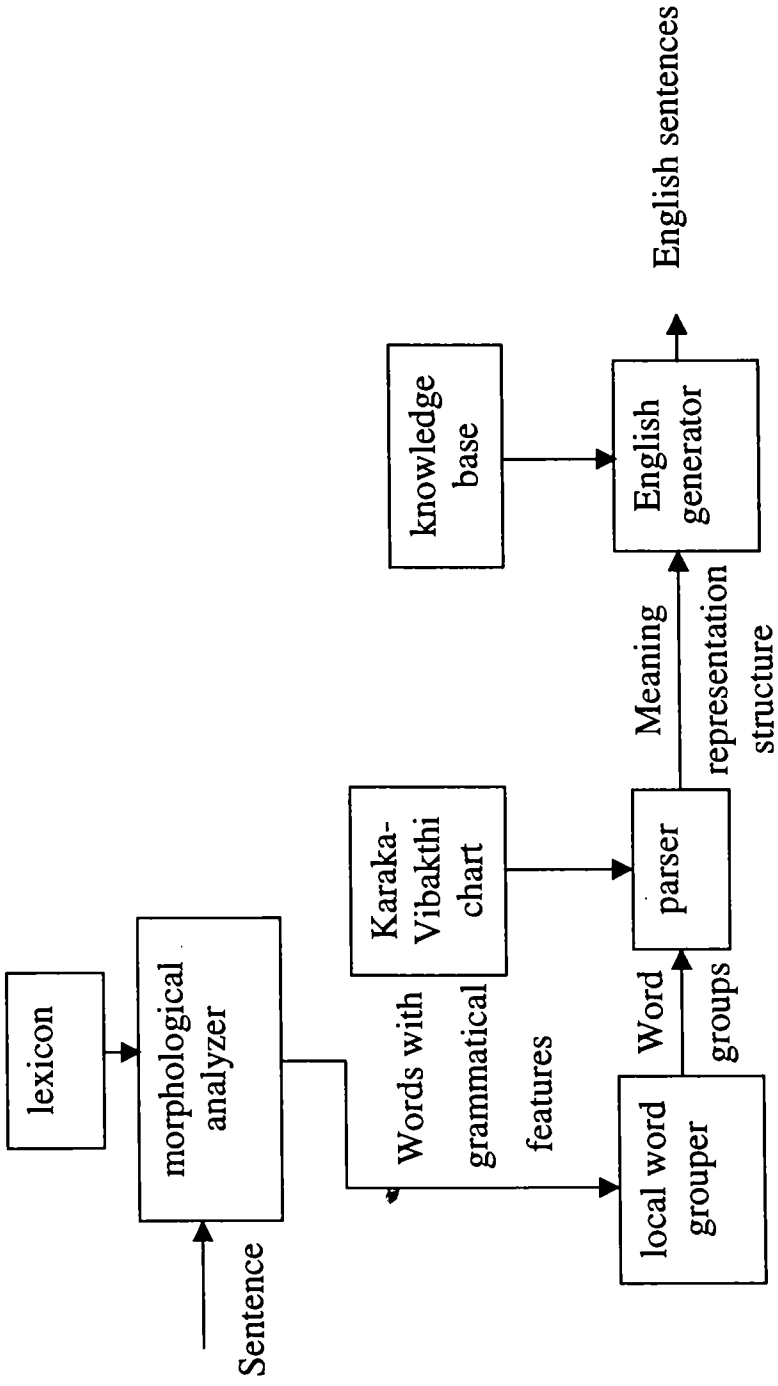 lexicon
Sentence
morphological
analyzer
Words with
grammatical
features
local word
grouper
Word
groups
Karaka-
Vibakthi
chart
parser
Meaning
representation
structure
knowledge
base
English
generator
English sentences